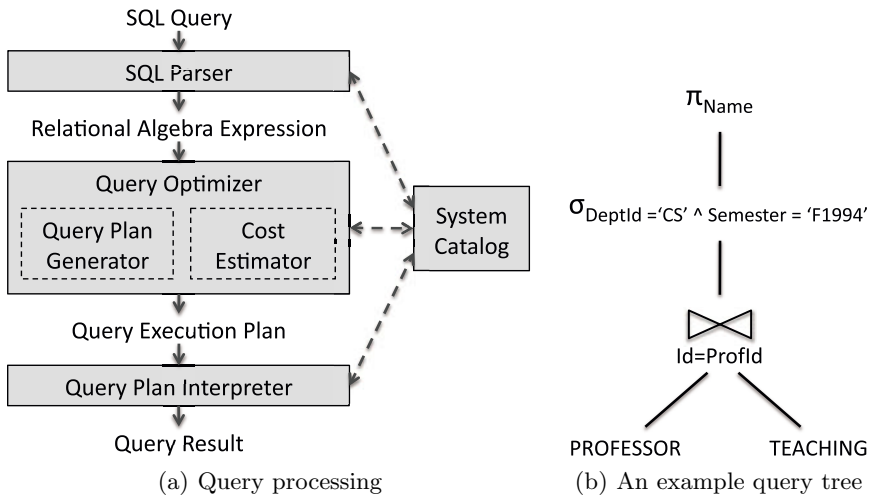 SQL Query
SQL Parser
Relational Algebra Expression
Query Optimizer
Query Plan
Generator
Cost
Estimator
System
Catalog
Query Execution Plan
Query Plan Interpreter
Query Result
(a) Query processing
πName
σDeptId =‘CS’ ^ Semester = ‘F1994’
Id=ProfId
PROFESSOR
TEACHING
(b) An example query tree